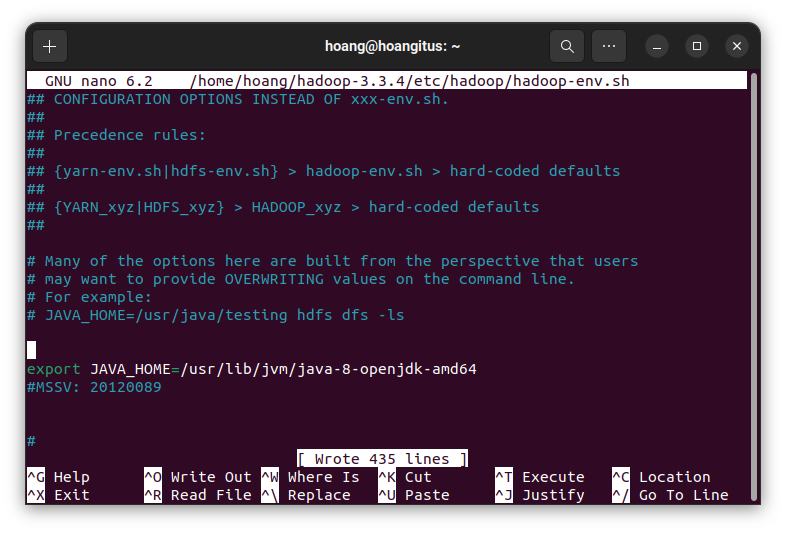 hoang@hoangitus: ~
GNU nano 6.2 /home/hoang/hadoop-3.3.4/etc/hadoop/hadoop-env.sh
## CONFIGURATION OPTIONS INSTEAD OF xxx-env.sh.
##
## Precedence rules:
##
## {yarn-env.sh|hdfs-env.sh} > hadoop-env.sh > hard-coded defaults
##
## {YARN_xyz|HDFS_xyz} > HADOOP_xyz > hard-coded defaults
##
# Many of the options here are built from the perspective that users
# may want to provide OVERWRITING values on the command line.
# For example:
# JAVA_HOME=/usr/java/testing hdfs dfs -ls
export JAVA_HOME=/usr/lib/jvm/java-8-openjdk-amd64
#MSSV: 20120089
#
[ Wrote 435 lines ]
^G Help ^O Write Out ^W Where Is ^K Cut ^T Execute ^C Location
^X Exit ^R Read File ^\ Replace ^U Paste ^J Justify ^/ Go To Line